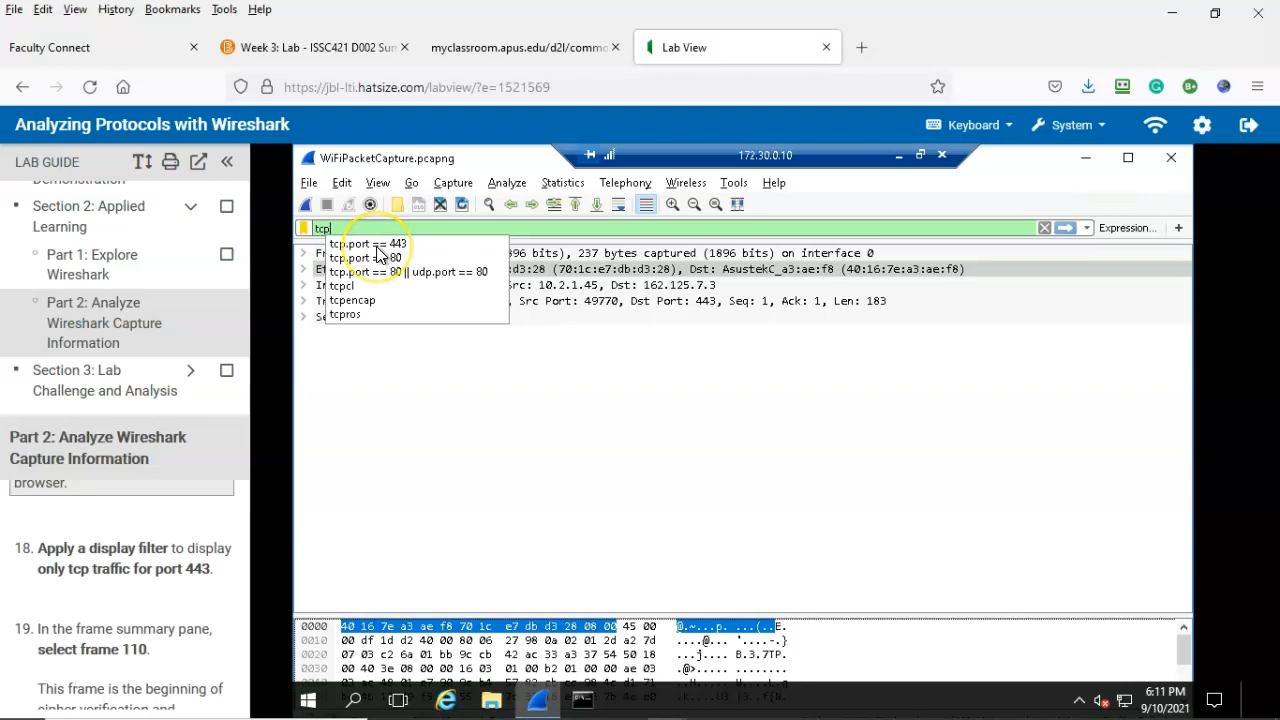 File Edit View History Bookmarks Tools Help
Faculty Connect
Week 3: Lab - ISSC421 D002 Sum
myclassroom.apus.edu/d2l/commo
Lab View
https://jbl-lti.hatsize.com/labview/?e=1521569
Analyzing Protocols with Wireshark
Keyboard
System
LAB GUIDE
Demonstration
Section 2: Applied
Learning
Part 1: Explore
Wireshark
Part 2: Analyze
Wireshark Capture
Information
Section 3: Lab
Challenge and Analysis
Part 2: Analyze Wireshark
Capture Information
browser.
18. Apply a display filter to display
only tcp traffic for port 443.
19. In the frame summary pane,
select frame 110.
This frame is the beginning of
cipher verification and
WiFiPacketCapture.pcapng
172.30.0.10
File Edit View Go Capture Analyze Statistics Telephony Wireless Tools Help
tcp
Expression... +
tcp.port == 443
tcp.port == 80
tcp.port == 80 || udp.port == 80
tcpcl
tcpencap
tcpros
896 bits), 237 bytes captured (1896 bits) on interface 0
d3:28 (70:1c:e7:db:d3:28), Dst: AsustekC_a3:ae:f8 (40:16:7e:a3:ae:f8)
Src: 10.2.1.45, Dst: 162.125.7.3
, Src Port: 49770, Dst Port: 443, Seq: 1, Ack: 1, Len: 183
0000 40 16 7e a3 ae f8 70 1c e7 db d3 28 08 00 45 00 @.~...p. ...(..E.
0010 00 df 1d d2 40 00 80 06 27 98 0a 02 01 2d a2 7d ....@... '....-.}
0020 07 03 c2 6a 01 bb 9c cb 42 ac 33 a3 37 54 50 18 ...j.... B.3.7TP.
0030 00 40 3e 08 00 00 16 03 01 00 b2 01 00 00 ae 03 .@>..... ........
6:11 PM
9/10/2021